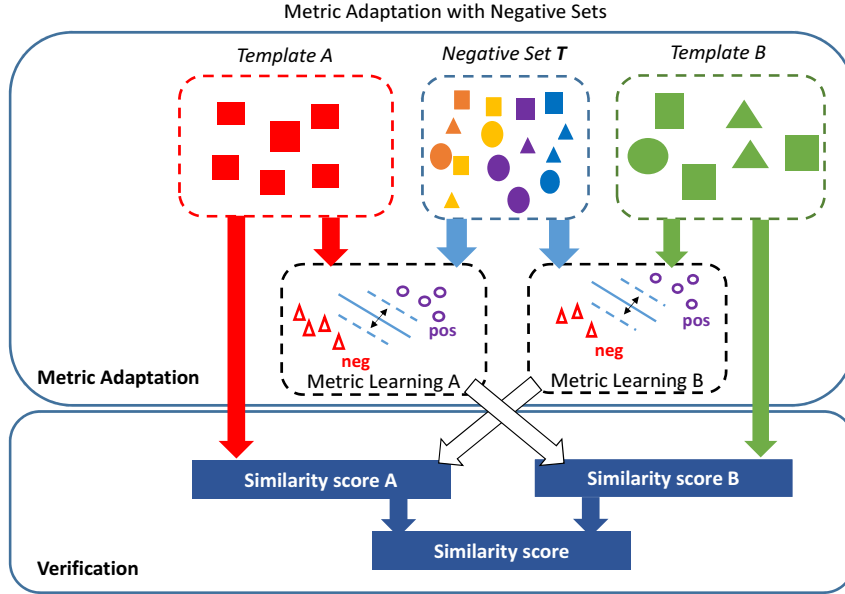 Metric Adaptation with Negative Sets
Template A
Negative Set T
Template B
pos
neg
pos
neg
Metric Learning A
Metric Learning B
Metric Adaptation
Similarity score A
Similarity score B
Similarity score
Verification